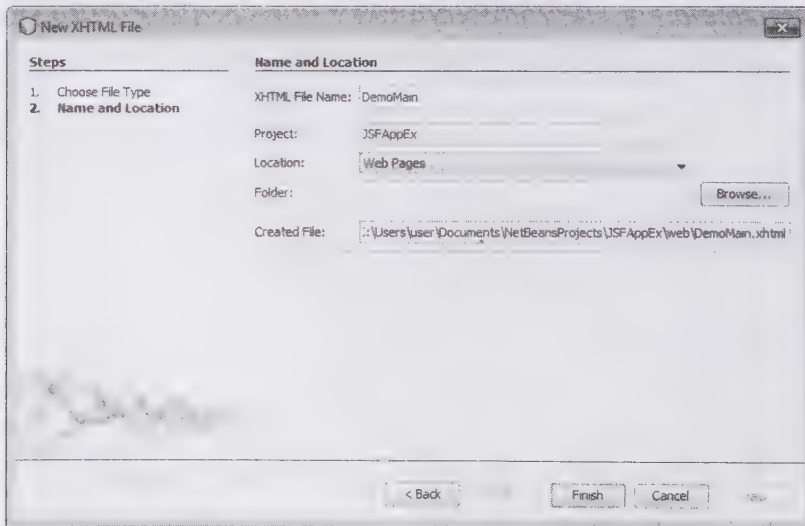 New XHTML File
Steps
1. Choose File Type
2. Name and Location
Name and Location
XHTML File Name: DemoMain
Project: JSFAppEx
Location: Web Pages
Folder:
Browse...
Created File: :\Users\user\Documents\NetBeansProjects\JSFAppEx\web\DemoMain.xhtml
< Back
Finish
Cancel